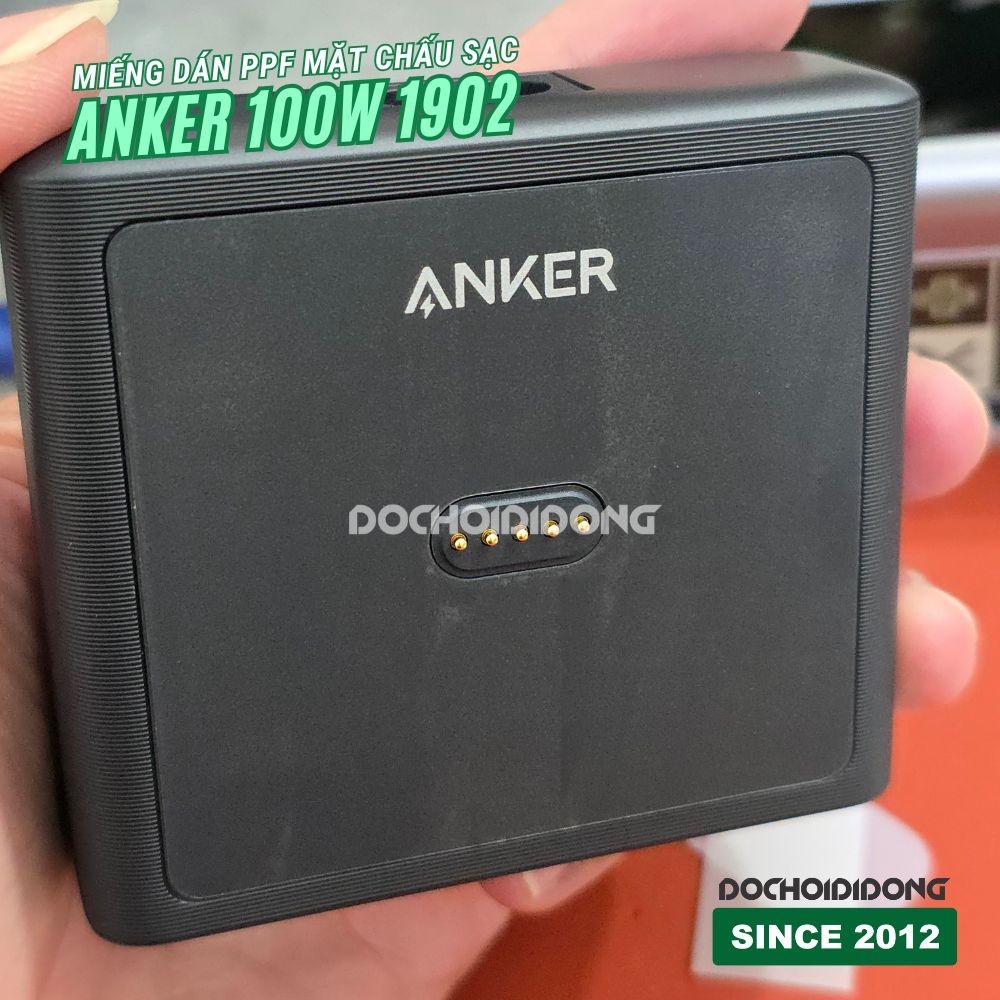 MIẾNG DÁN PPF MẶT CHẤU SẠC
ANKER 100W 1902
ANKER
DOCHOIDIDONG
DOCHOIDIDONG
SINCE 2012